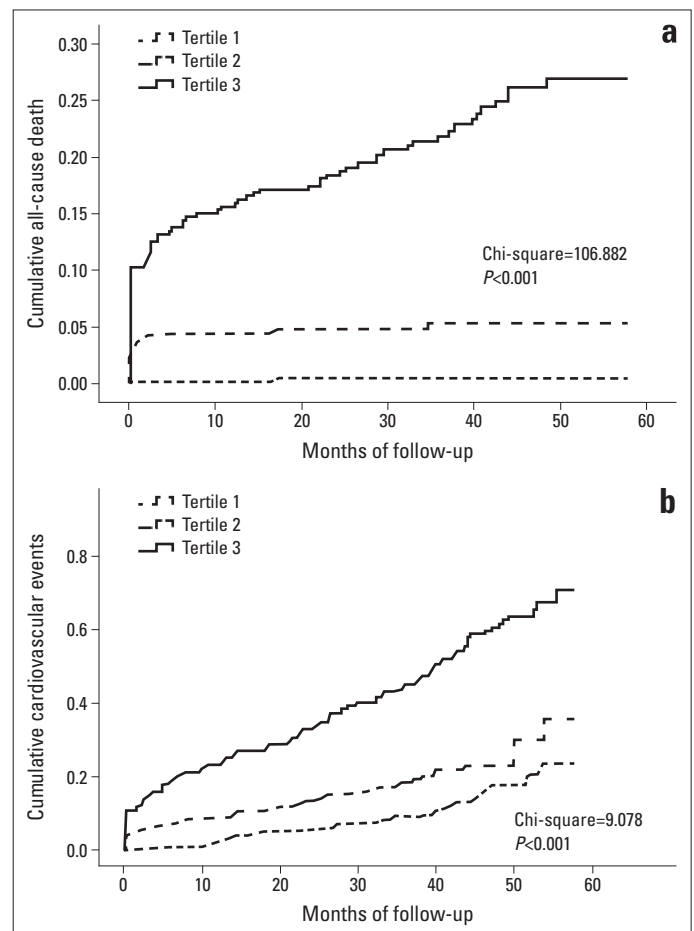 a
Tertile 1
Tertile 2
Tertile 3
0.30
0.25
0.20
0.15
0.10
0.05
0.00
Cumulative all-cause death
Chi-square=106.882
P<0.001
0 10 20 30 40 50 60
Months of follow-up
b
Tertile 1
Tertile 2
Tertile 3
0.8
0.6
0.4
0.2
0.0
Cumulative cardiovascular events
Chi-square=9.078
P<0.001
0 10 20 30 40 50 60
Months of follow-up